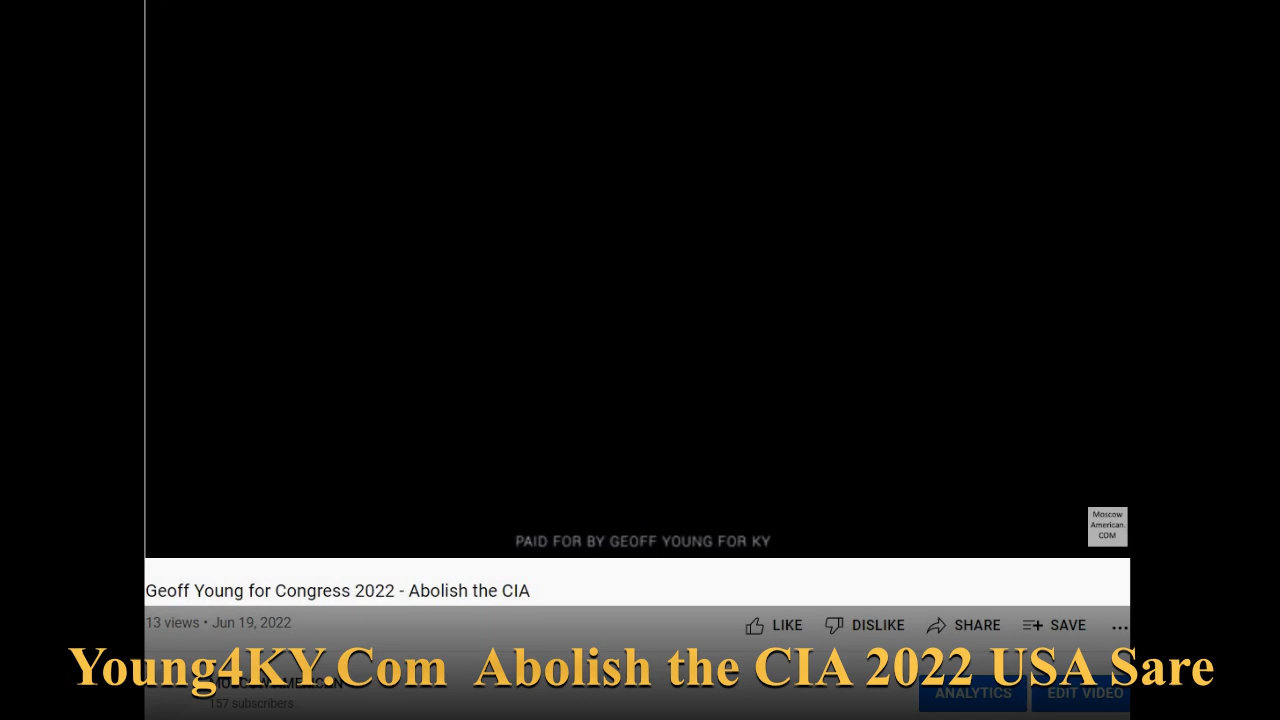 Moscow
American.
COM
PAID FOR BY GEOFF YOUNG FOR KY
Geoff Young for Congress 2022 - Abolish the CIA
13 views • Jun 19, 2022
LIKE DISLIKE SHARE SAVE ...
Young4KY.Com Abolish the CIA 2022 USA Sare
ANALYTICS EDIT VIDEO
157 subscribers